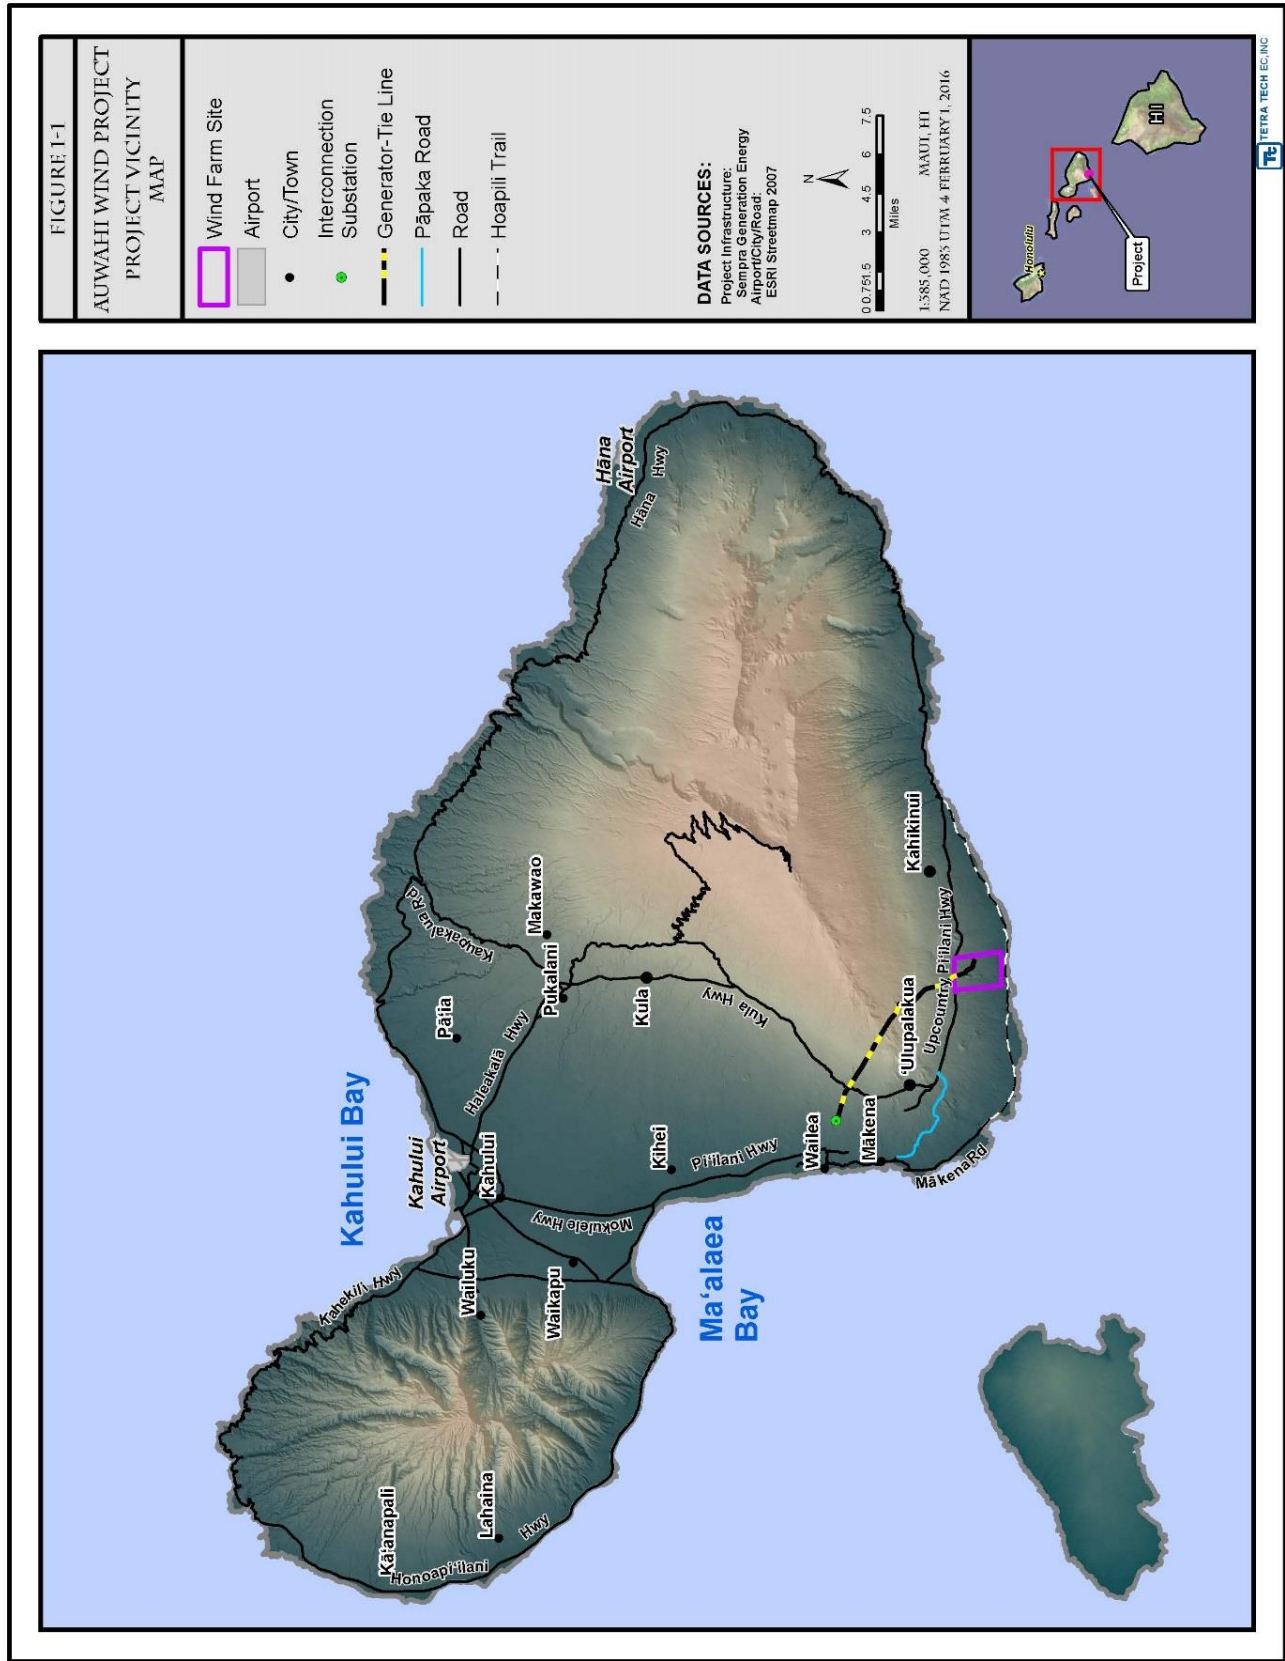 FIGURE 1-1
AUWAHI WIND PROJECT
PROJECT VICINITY
MAP
Wind Farm Site
Airport
City/Town
Interconnection
Substation
Generator-Tie Line
Pāpaka Road
Road
Hoapili Trail
DATA SOURCES:
Project Infrastructure:
Sempra Generation Energy
Airport/City/Road:
ESRI Streetmap 2007
N
0 0.75 1.5 3 4.5 6 7.5
Miles
1:385,000 MAUI, HI
NAD 1983 UTM 4 FEBRUARY 1, 2016
Honolulu
HI
Project
Tt TETRA TECH EC,INC
Kahului Bay
Kahului
Airport
Hāna
Airport
Hāna Hwy
Kaupakalua Rd
Kahekili Hwy
Pā'ia
Makawao
Kā'anapali
Wailuku
Kahului
Haleakalā Hwy
Pukalani
Lahaina
Honoapi'ilani Hwy
Waikapu
Mokulele Hwy
Kula
Kihei
Kula Hwy
Ma'alaea
Bay
Pi'ilani Hwy
Wailea
Mākena
'Ulupalakua
Kahikinui
Upcountry Pi'ilani Hwy
Mākena Rd